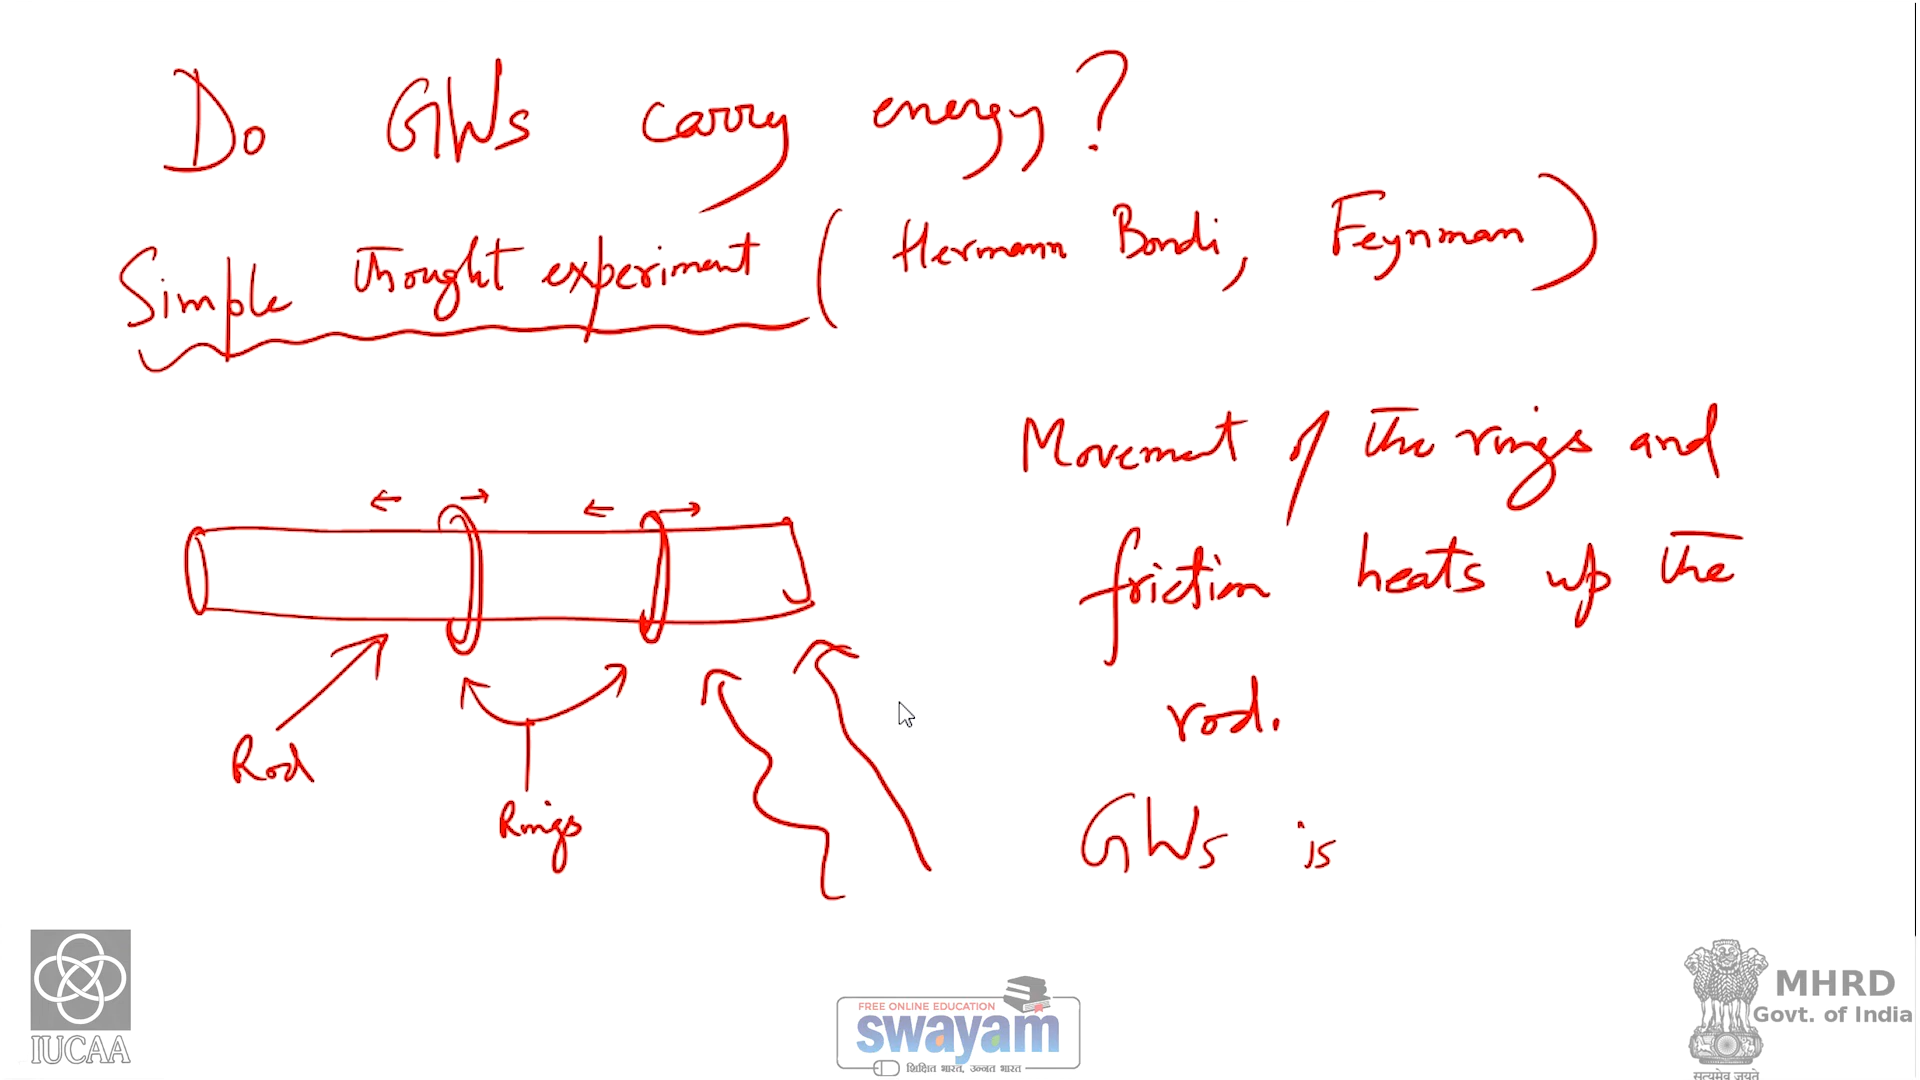 Do GWs carry energy?
Simple thought experiment (Hermann Bondi, Feynman)
Movement of the rings and
friction heats up the
rod.
GWs is
Rod
Rings
IUCAA
FREE ONLINE EDUCATION
swayam
शिक्षित भारत, उन्नत भारत
MHRD
Govt. of India
सत्यमेव जयते